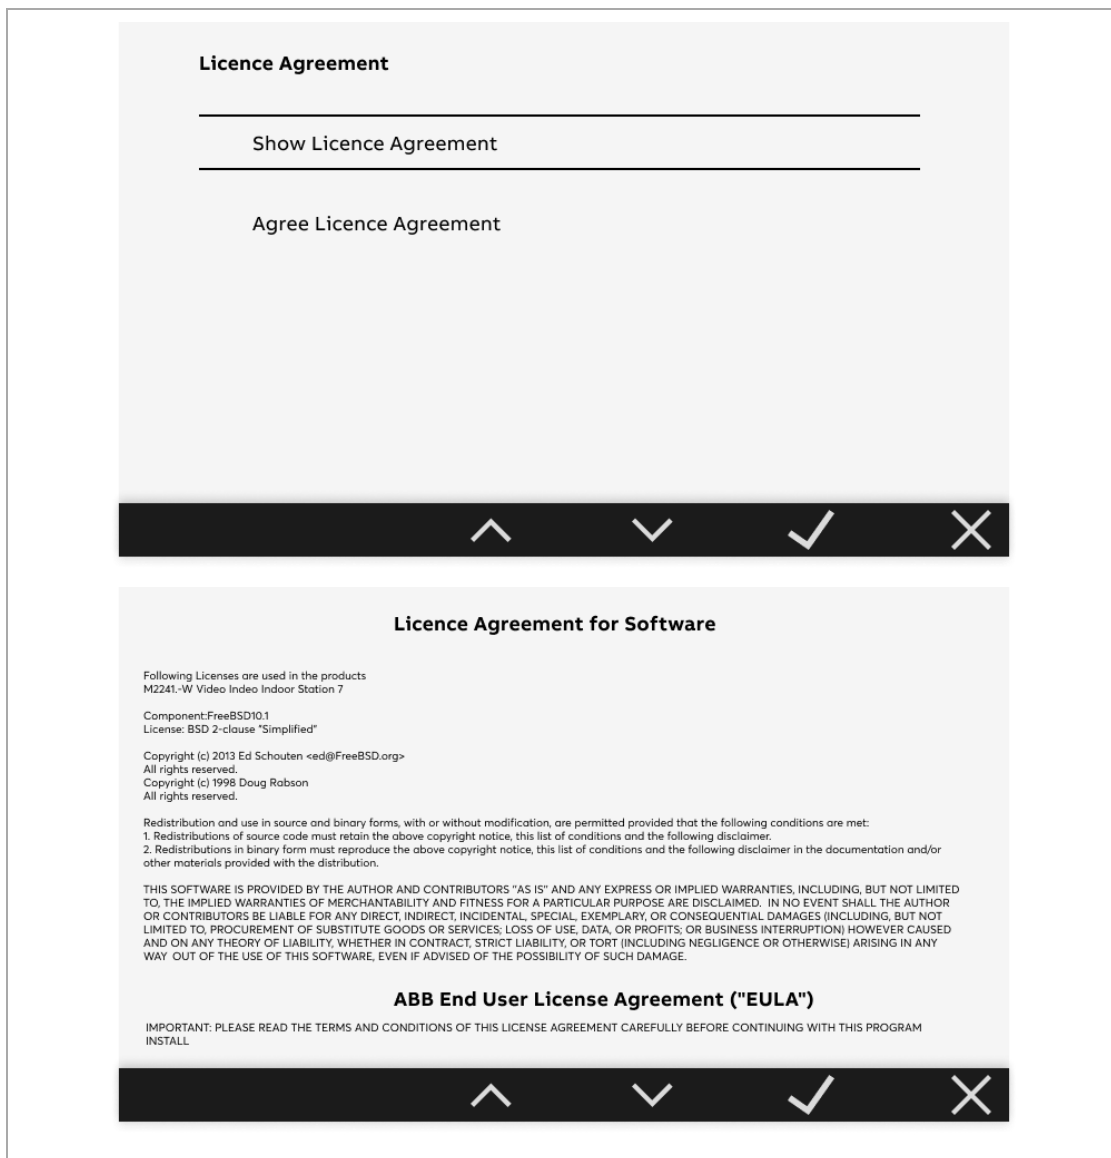 Licence Agreement
Show Licence Agreement
Agree Licence Agreement
Licence Agreement for Software
Following Licenses are used in the products
M2241.-W Video Indeo Indoor Station 7
Component:FreeBSD10.1
License: BSD 2-clause "Simplified"
Copyright (c) 2013 Ed Schouten <ed@FreeBSD.org>
All rights reserved.
Copyright (c) 1998 Doug Rabson
All rights reserved.
Redistribution and use in source and binary forms, with or without modification, are permitted provided that the following conditions are met:
1. Redistributions of source code must retain the above copyright notice, this list of conditions and the following disclaimer.
2. Redistributions in binary form must reproduce the above copyright notice, this list of conditions and the following disclaimer in the documentation and/or
other materials provided with the distribution.
THIS SOFTWARE IS PROVIDED BY THE AUTHOR AND CONTRIBUTORS "AS IS" AND ANY EXPRESS OR IMPLIED WARRANTIES, INCLUDING, BUT NOT LIMITED
TO, THE IMPLIED WARRANTIES OF MERCHANTABILITY AND FITNESS FOR A PARTICULAR PURPOSE ARE DISCLAIMED. IN NO EVENT SHALL THE AUTHOR
OR CONTRIBUTORS BE LIABLE FOR ANY DIRECT, INDIRECT, INCIDENTAL, SPECIAL, EXEMPLARY, OR CONSEQUENTIAL DAMAGES (INCLUDING, BUT NOT
LIMITED TO, PROCUREMENT OF SUBSTITUTE GOODS OR SERVICES; LOSS OF USE, DATA, OR PROFITS; OR BUSINESS INTERRUPTION) HOWEVER CAUSED
AND ON ANY THEORY OF LIABILITY, WHETHER IN CONTRACT, STRICT LIABILITY, OR TORT (INCLUDING NEGLIGENCE OR OTHERWISE) ARISING IN ANY
WAY OUT OF THE USE OF THIS SOFTWARE, EVEN IF ADVISED OF THE POSSIBILITY OF SUCH DAMAGE.
ABB End User License Agreement ("EULA")
IMPORTANT: PLEASE READ THE TERMS AND CONDITIONS OF THIS LICENSE AGREEMENT CAREFULLY BEFORE CONTINUING WITH THIS PROGRAM
INSTALL